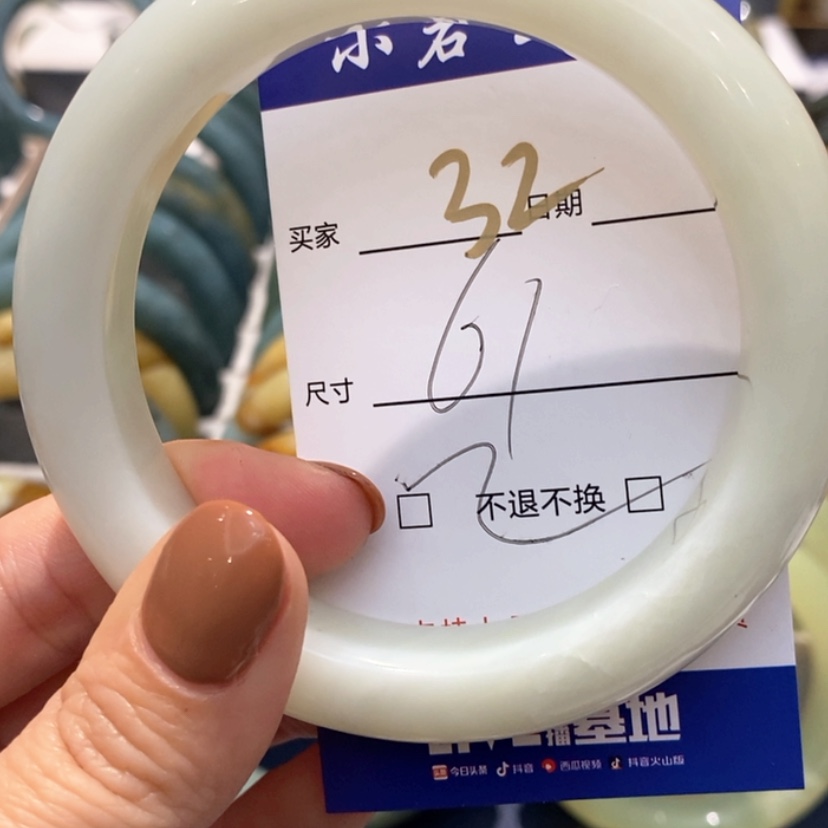 买家 32 日期
尺寸 61
不退不换
播基地
今日头条 抖音 西瓜视频 抖音火山版